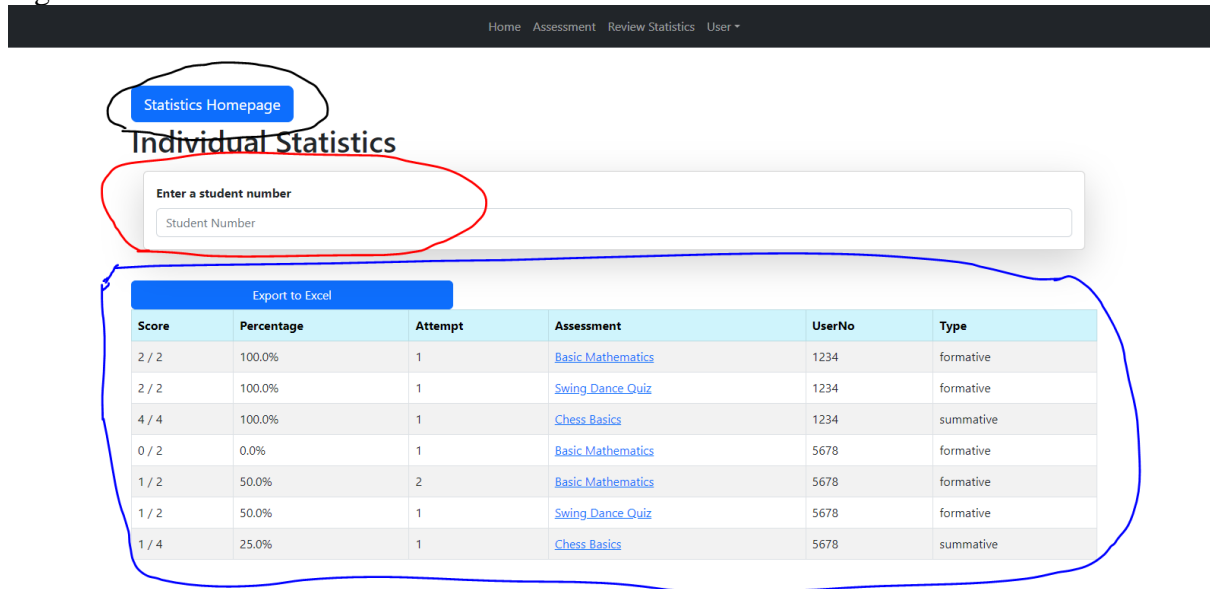 Home Assessment Review Statistics User
Statistics Homepage
Individual Statistics
Enter a student number
Student Number
Export to Excel
Score Percentage Attempt Assessment UserNo Type
2 / 2 100.0% 1 Basic Mathematics 1234 formative
2 / 2 100.0% 1 Swing Dance Quiz 1234 formative
4 / 4 100.0% 1 Chess Basics 1234 summative
0 / 2 0.0% 1 Basic Mathematics 5678 formative
1 / 2 50.0% 2 Basic Mathematics 5678 formative
1 / 2 50.0% 1 Swing Dance Quiz 5678 formative
1 / 4 25.0% 1 Chess Basics 5678 summative